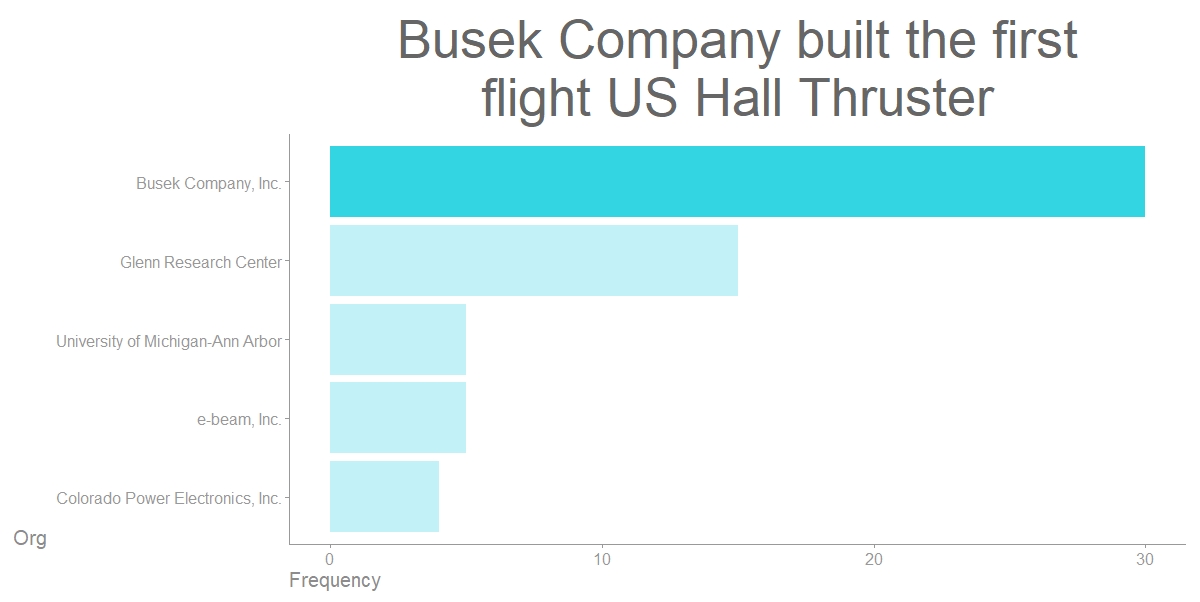 Busek Company built the first
flight US Hall Thruster
Busek Company, Inc.
Glenn Research Center
University of Michigan-Ann Arbor
e-beam, Inc.
Colorado Power Electronics, Inc.
Org
0 10 20 30
Frequency